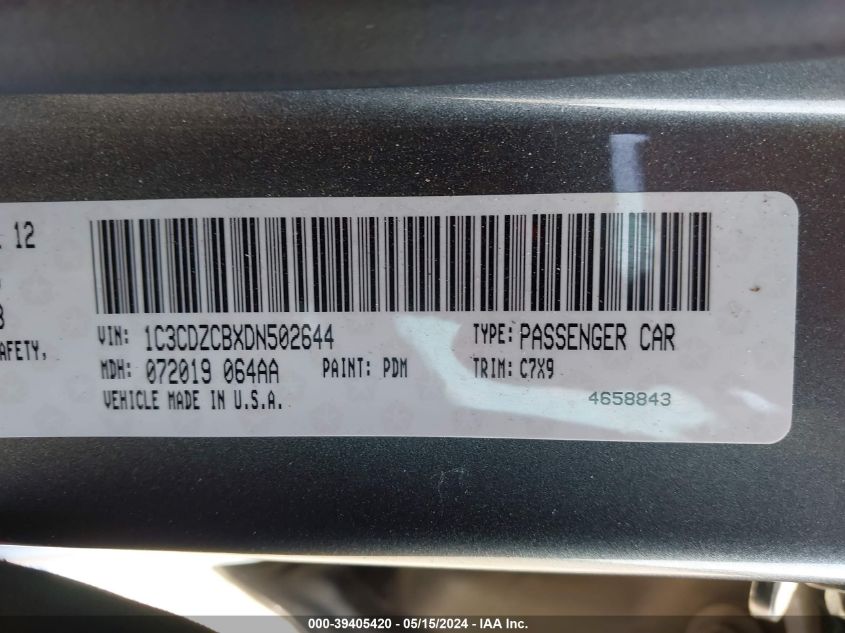 12
AFETY,
VIN: 1C3CDZCBXDN502644 TYPE: PASSENGER CAR
MDH: 072019 064AA PAINT: PDM TRIM: C7X9
VEHICLE MADE IN U.S.A. 4658843
000-39405420 - 05/15/2024 - IAA Inc.